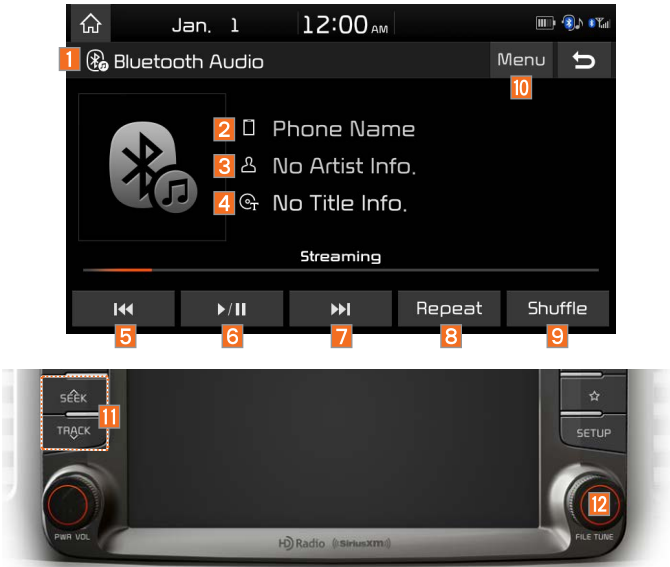 Jan. 1 12:00 AM
1 Bluetooth Audio Menu
10
2 Phone Name
3 No Artist Info.
4 No Title Info.
Streaming
Repeat Shuffle
5 6 7 8 9
SEEK
11
TRACK
SETUP
12
PWR VOL
FILE TUNE
HD Radio ((SiriusXM))